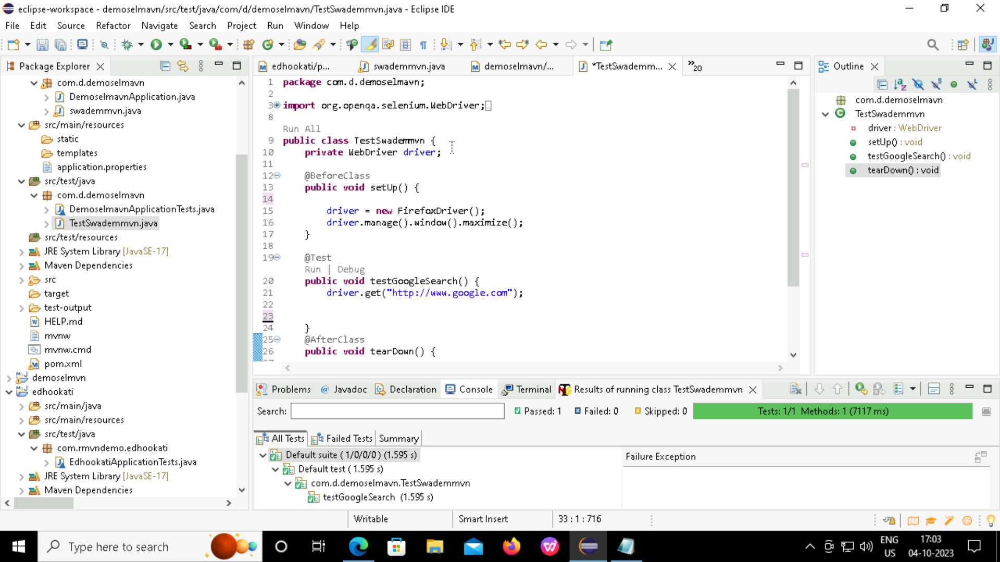 eclipse-workspace - demoselmavn/src/test/java/com/d/demoselmavn/TestSwademmvn.java - Eclipse IDE
File Edit Source Refactor Navigate Search Project Run Window Help
Package Explorer
com.d.demoselmavn
DemoselmavnApplication.java
swademmvn.java
src/main/resources
static
templates
application.properties
src/test/java
com.d.demoselmavn
DemoselmavnApplicationTests.java
TestSwademmvn.java
src/test/resources
JRE System Library [JavaSE-17]
Maven Dependencies
src
target
test-output
HELP.md
mvnw
mvnw.cmd
pom.xml
demoselmvn
edhookati
src/main/java
src/main/resources
src/test/java
com.rmvndemo.edhookati
EdhookatiApplicationTests.java
JRE System Library [JavaSE-17]
Maven Dependencies
edhookati/p... swademmvn.java demoselmavn/... *TestSwademm... »20
1 package com.d.demoselmavn;
2
3 import org.openqa.selenium.WebDriver;
8
Run All
9 public class TestSwademmvn {
10 private WebDriver driver;
11
12 @BeforeClass
13 public void setUp() {
14
15 driver = new FirefoxDriver();
16 driver.manage().window().maximize();
17 }
18
19 @Test
Run | Debug
20 public void testGoogleSearch() {
21 driver.get("http://www.google.com");
22
23
24 }
25 @AfterClass
26 public void tearDown() {
Outline
com.d.demoselmavn
TestSwademmvn
driver : WebDriver
setUp() : void
testGoogleSearch() : void
tearDown() : void
Problems @ Javadoc Declaration Console Terminal Results of running class TestSwademmvn
Search: Passed: 1 Failed: 0 Skipped: 0 Tests: 1/1 Methods: 1 (7117 ms)
All Tests Failed Tests Summary
Default suite ( 1/0/0/0 ) (1.595 s)
Default test ( 1.595 s)
com.d.demoselmavn.TestSwademmvn
testGoogleSearch (1.595 s)
Failure Exception
Writable Smart Insert 33 : 1 : 716
Type here to search
ENG
US
17:03
04-10-2023